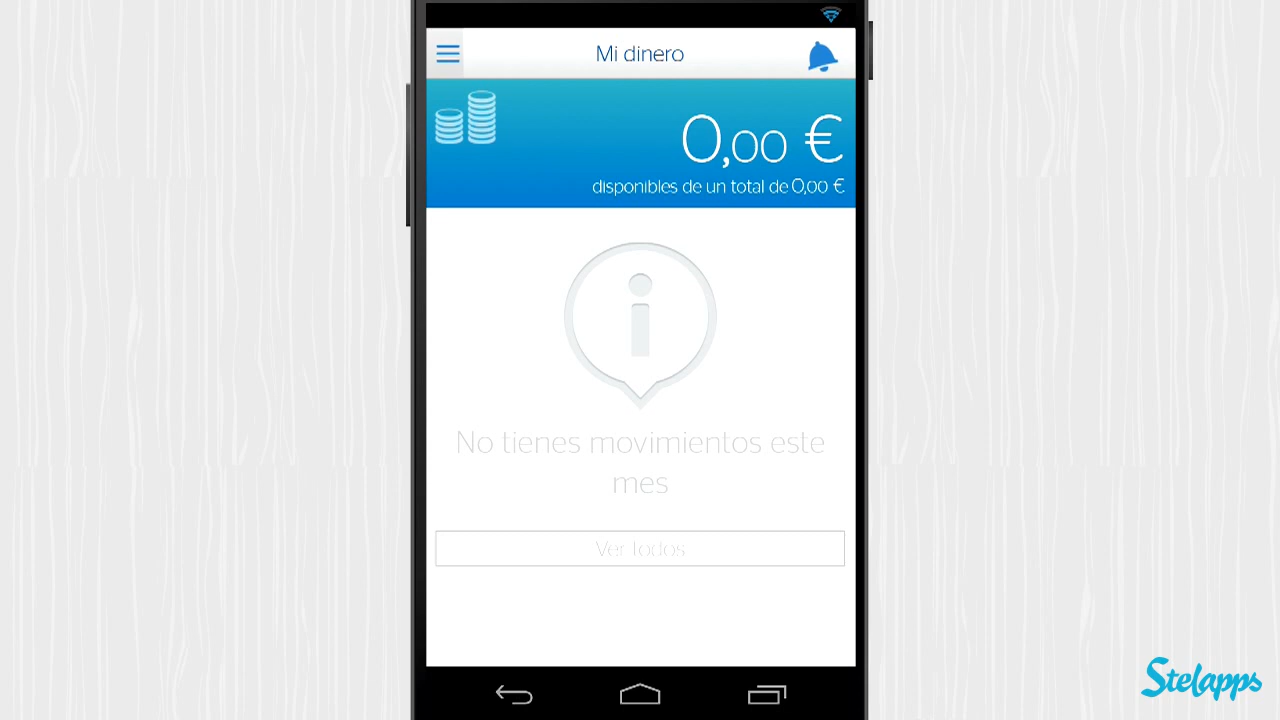 Mi dinero
0,00 €
disponibles de un total de 0,00 €
No tienes movimientos este
mes
Ver todos
Stelapps